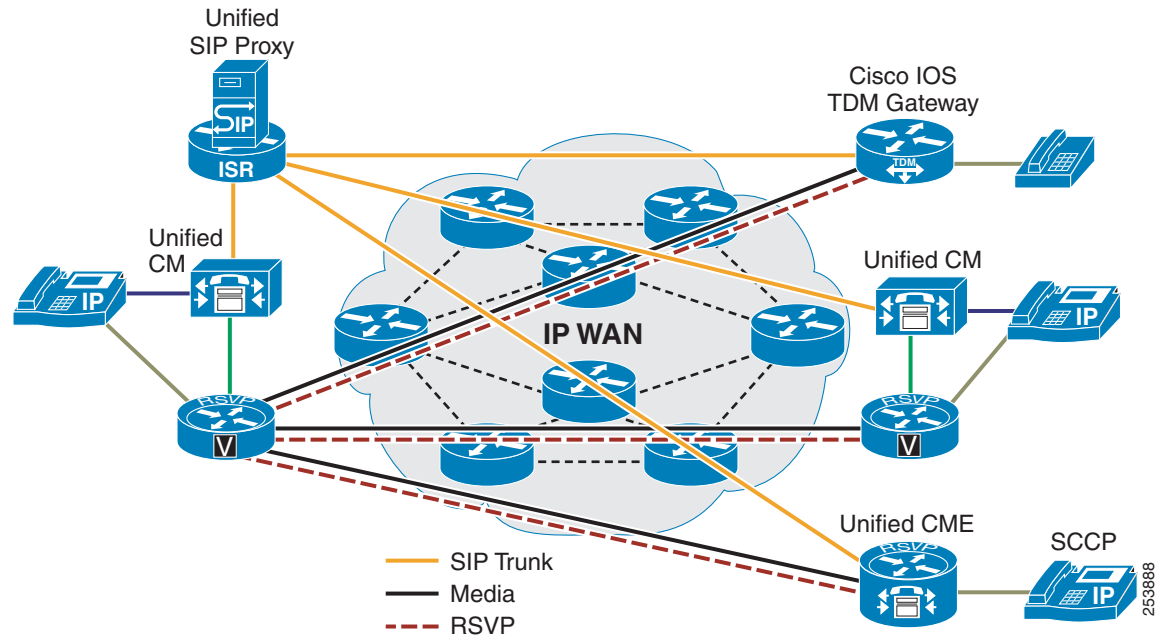 Unified
SIP Proxy
SIP
ISR
Cisco IOS
TDM Gateway
TDM
Unified
CM
IP
Unified CM
IP
IP WAN
RSVP
V
RSVP
V
Unified CME
RSVP
SCCP
IP
SIP Trunk
Media
RSVP
253888